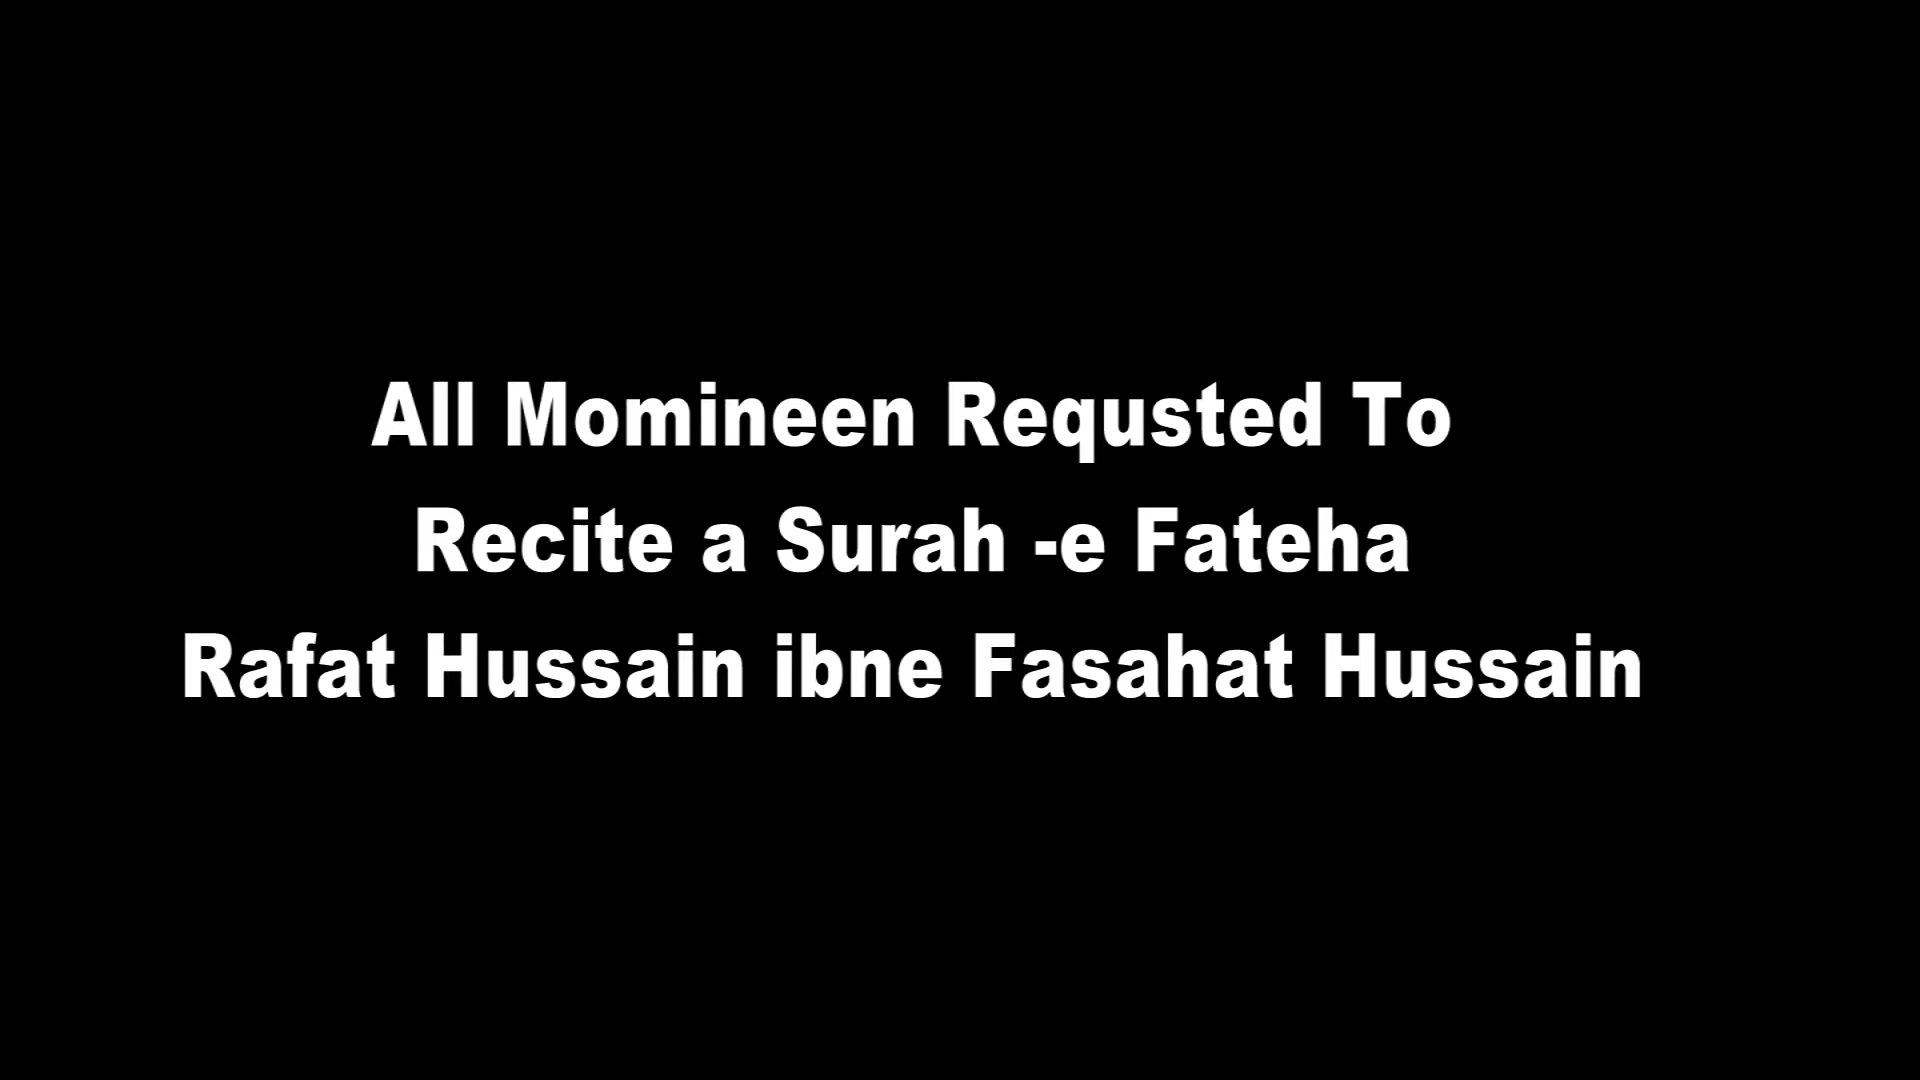 All Momineen Requsted To
Recite a Surah -e Fateha
Rafat Hussain ibne Fasahat Hussain